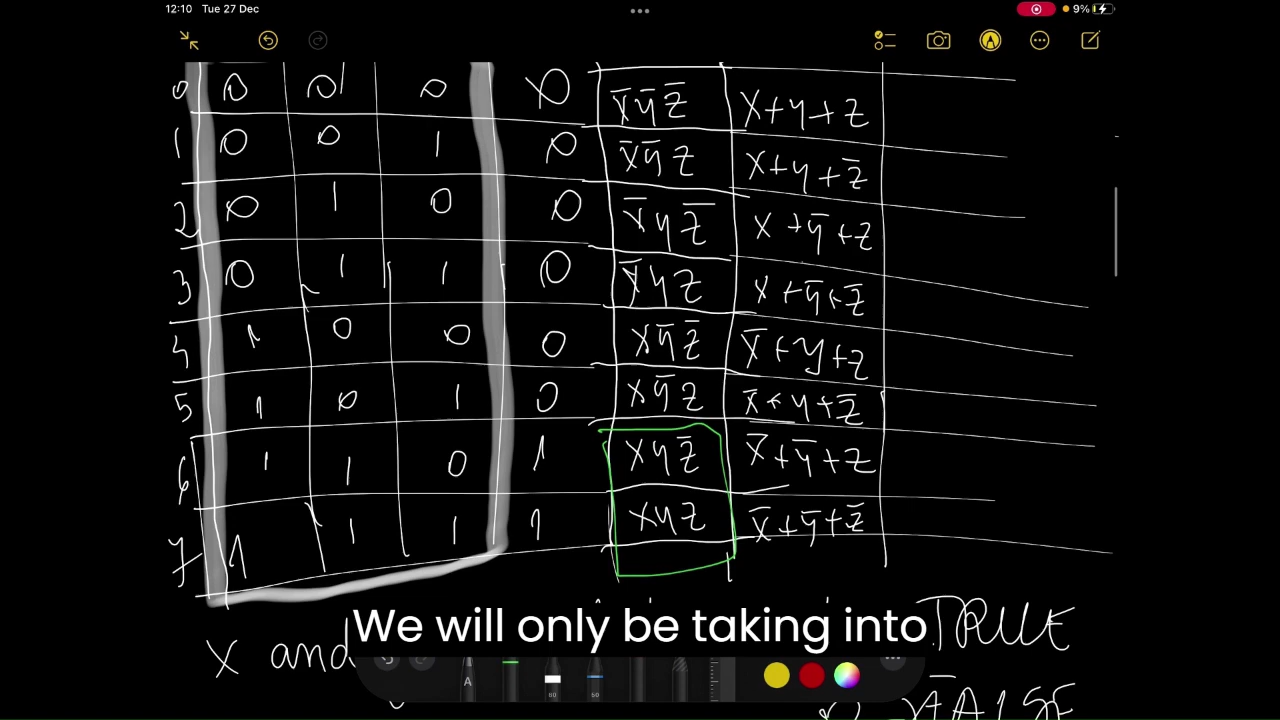 12:10 Tue 27 Dec 9%
0 0 0 0 0 x̄ȳz̄ x+y+z
1 0 0 1 0 x̄ȳz x+y+z̄
2 0 1 0 0 x̄yz̄ x+ȳ+z
3 0 1 1 0 x̄yz x+ȳ+z̄
4 1 0 0 0 xȳz̄ x̄+y+z
5 1 0 1 0 xȳz x̄+y+z̄
6 1 1 0 1 xyz̄ x̄+ȳ+z
7 1 1 1 1 xyz x̄+ȳ+z̄
We will only be taking into
x and TRUE
A 80 50
FALSE